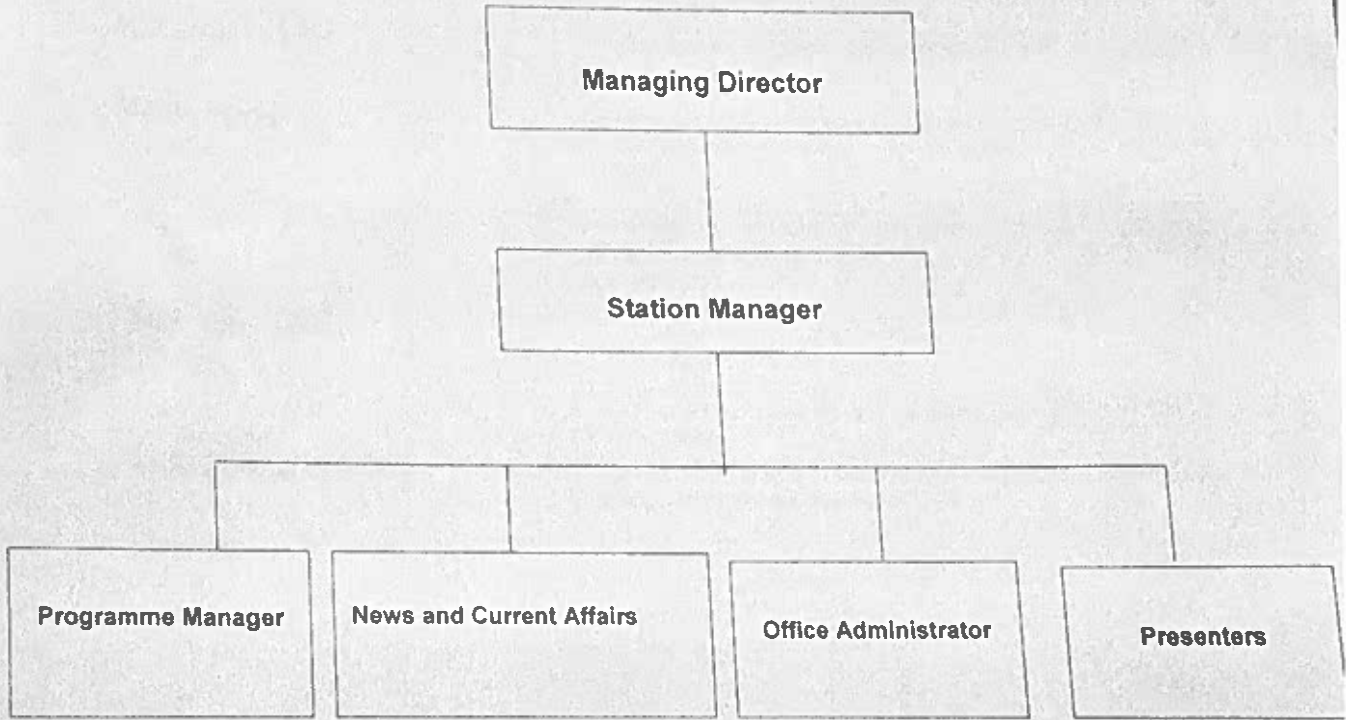 Managing Director
Station Manager
Programme Manager
News and Current Affairs
Office Administrator
Presenters